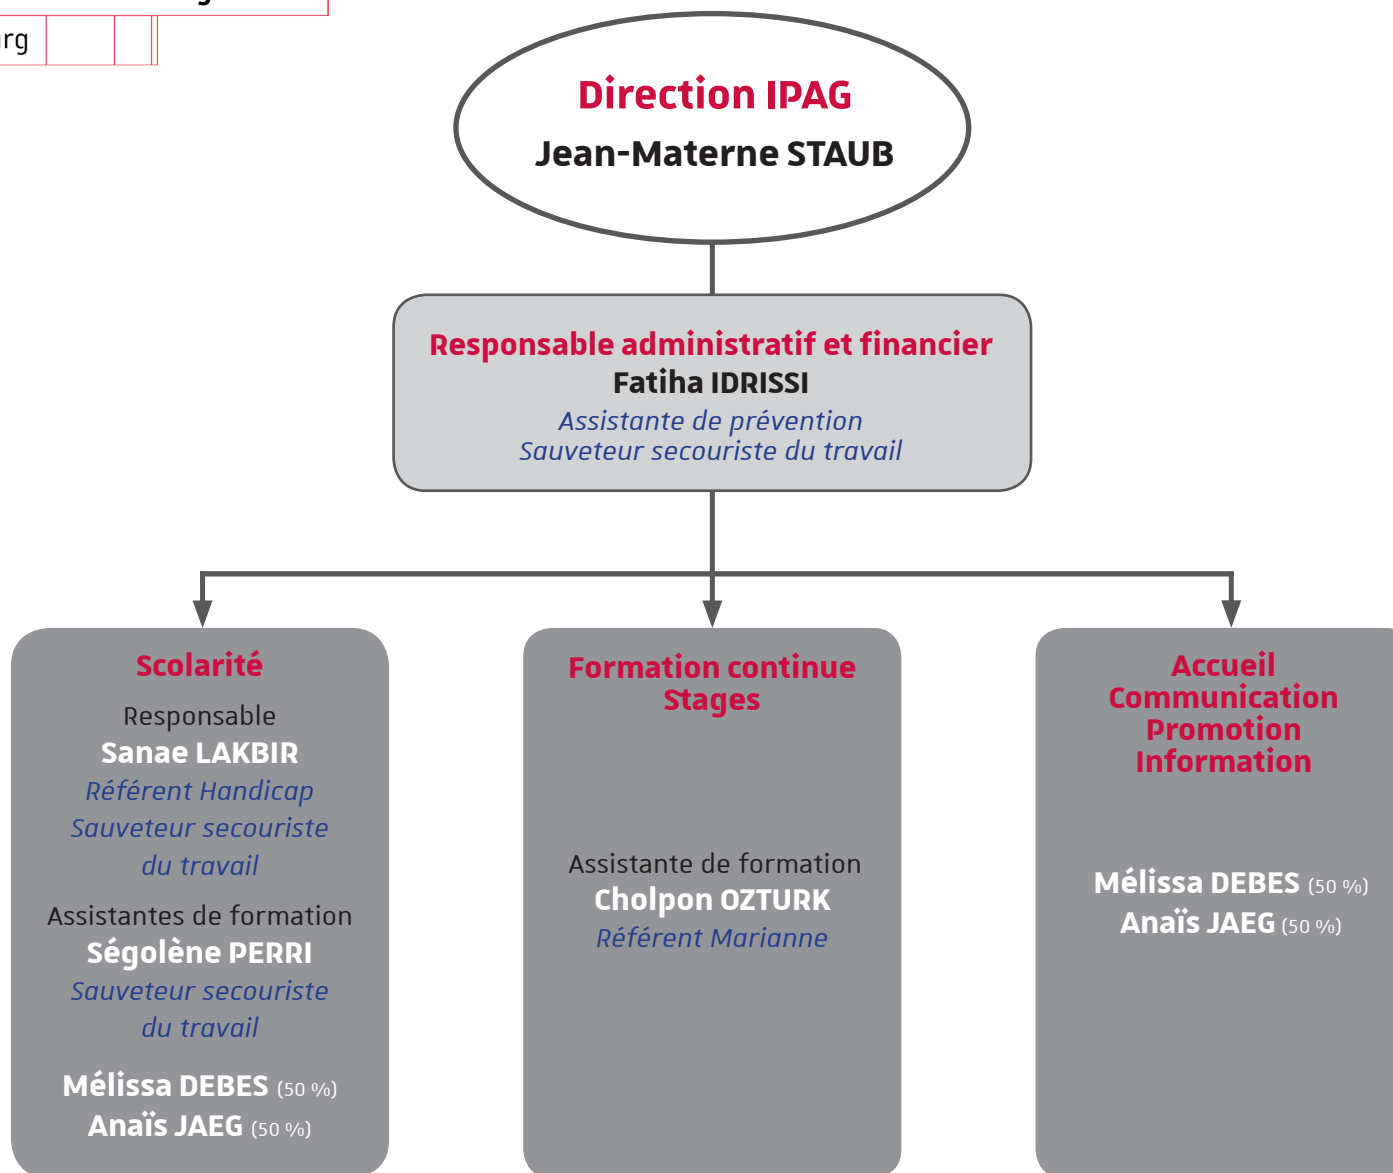 urg
Direction IPAG
Jean-Materne STAUB
Responsable administratif et financier
Fatiha IDRISSI
Assistante de prévention
Sauveteur secouriste du travail
Scolarité
Responsable
Sanae LAKBIR
Référent Handicap
Sauveteur secouriste
du travail
Assistantes de formation
Ségolène PERRI
Sauveteur secouriste
du travail
Mélissa DEBES (50 %)
Anaïs JAEG (50 %)
Formation continue
Stages
Assistante de formation
Cholpon OZTURK
Référent Marianne
Accueil
Communication
Promotion
Information
Mélissa DEBES (50 %)
Anaïs JAEG (50 %)